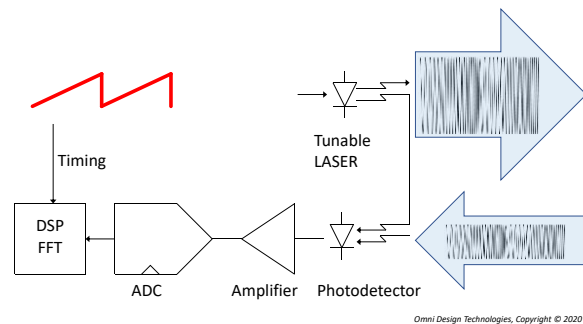 Tunable
LASER
Timing
DSP
FFT
ADC
Amplifier
Photodetector
Omni Design Technologies, Copyright © 2020